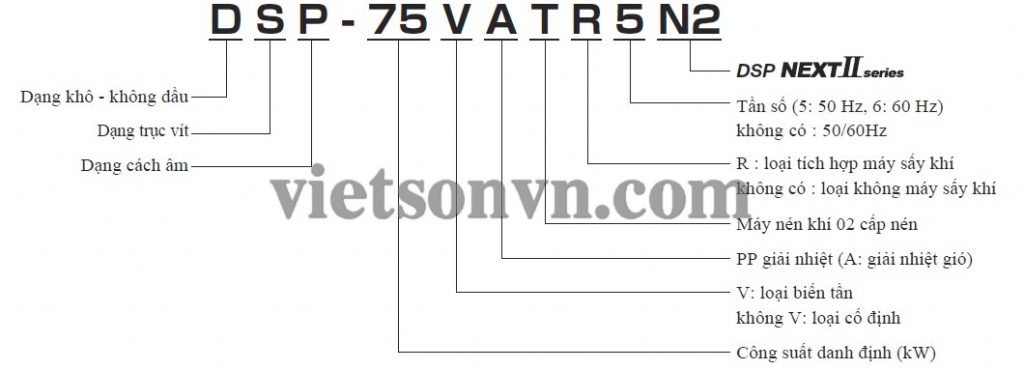 DSP-75VATR5N2
DSP NEXTII series
Dạng khô - không dầu
Tần số (5: 50 Hz, 6: 60 Hz)
không có : 50/60Hz
Dạng trục vít
Dạng cách âm
R : loại tích hợp máy sấy khí
không có : loại không máy sấy khí
vietsonvn.com
Máy nén khí 02 cấp nén
PP giải nhiệt (A: giải nhiệt gió)
V: loại biến tần
không V: loại cố định
Công suất danh định (kW)